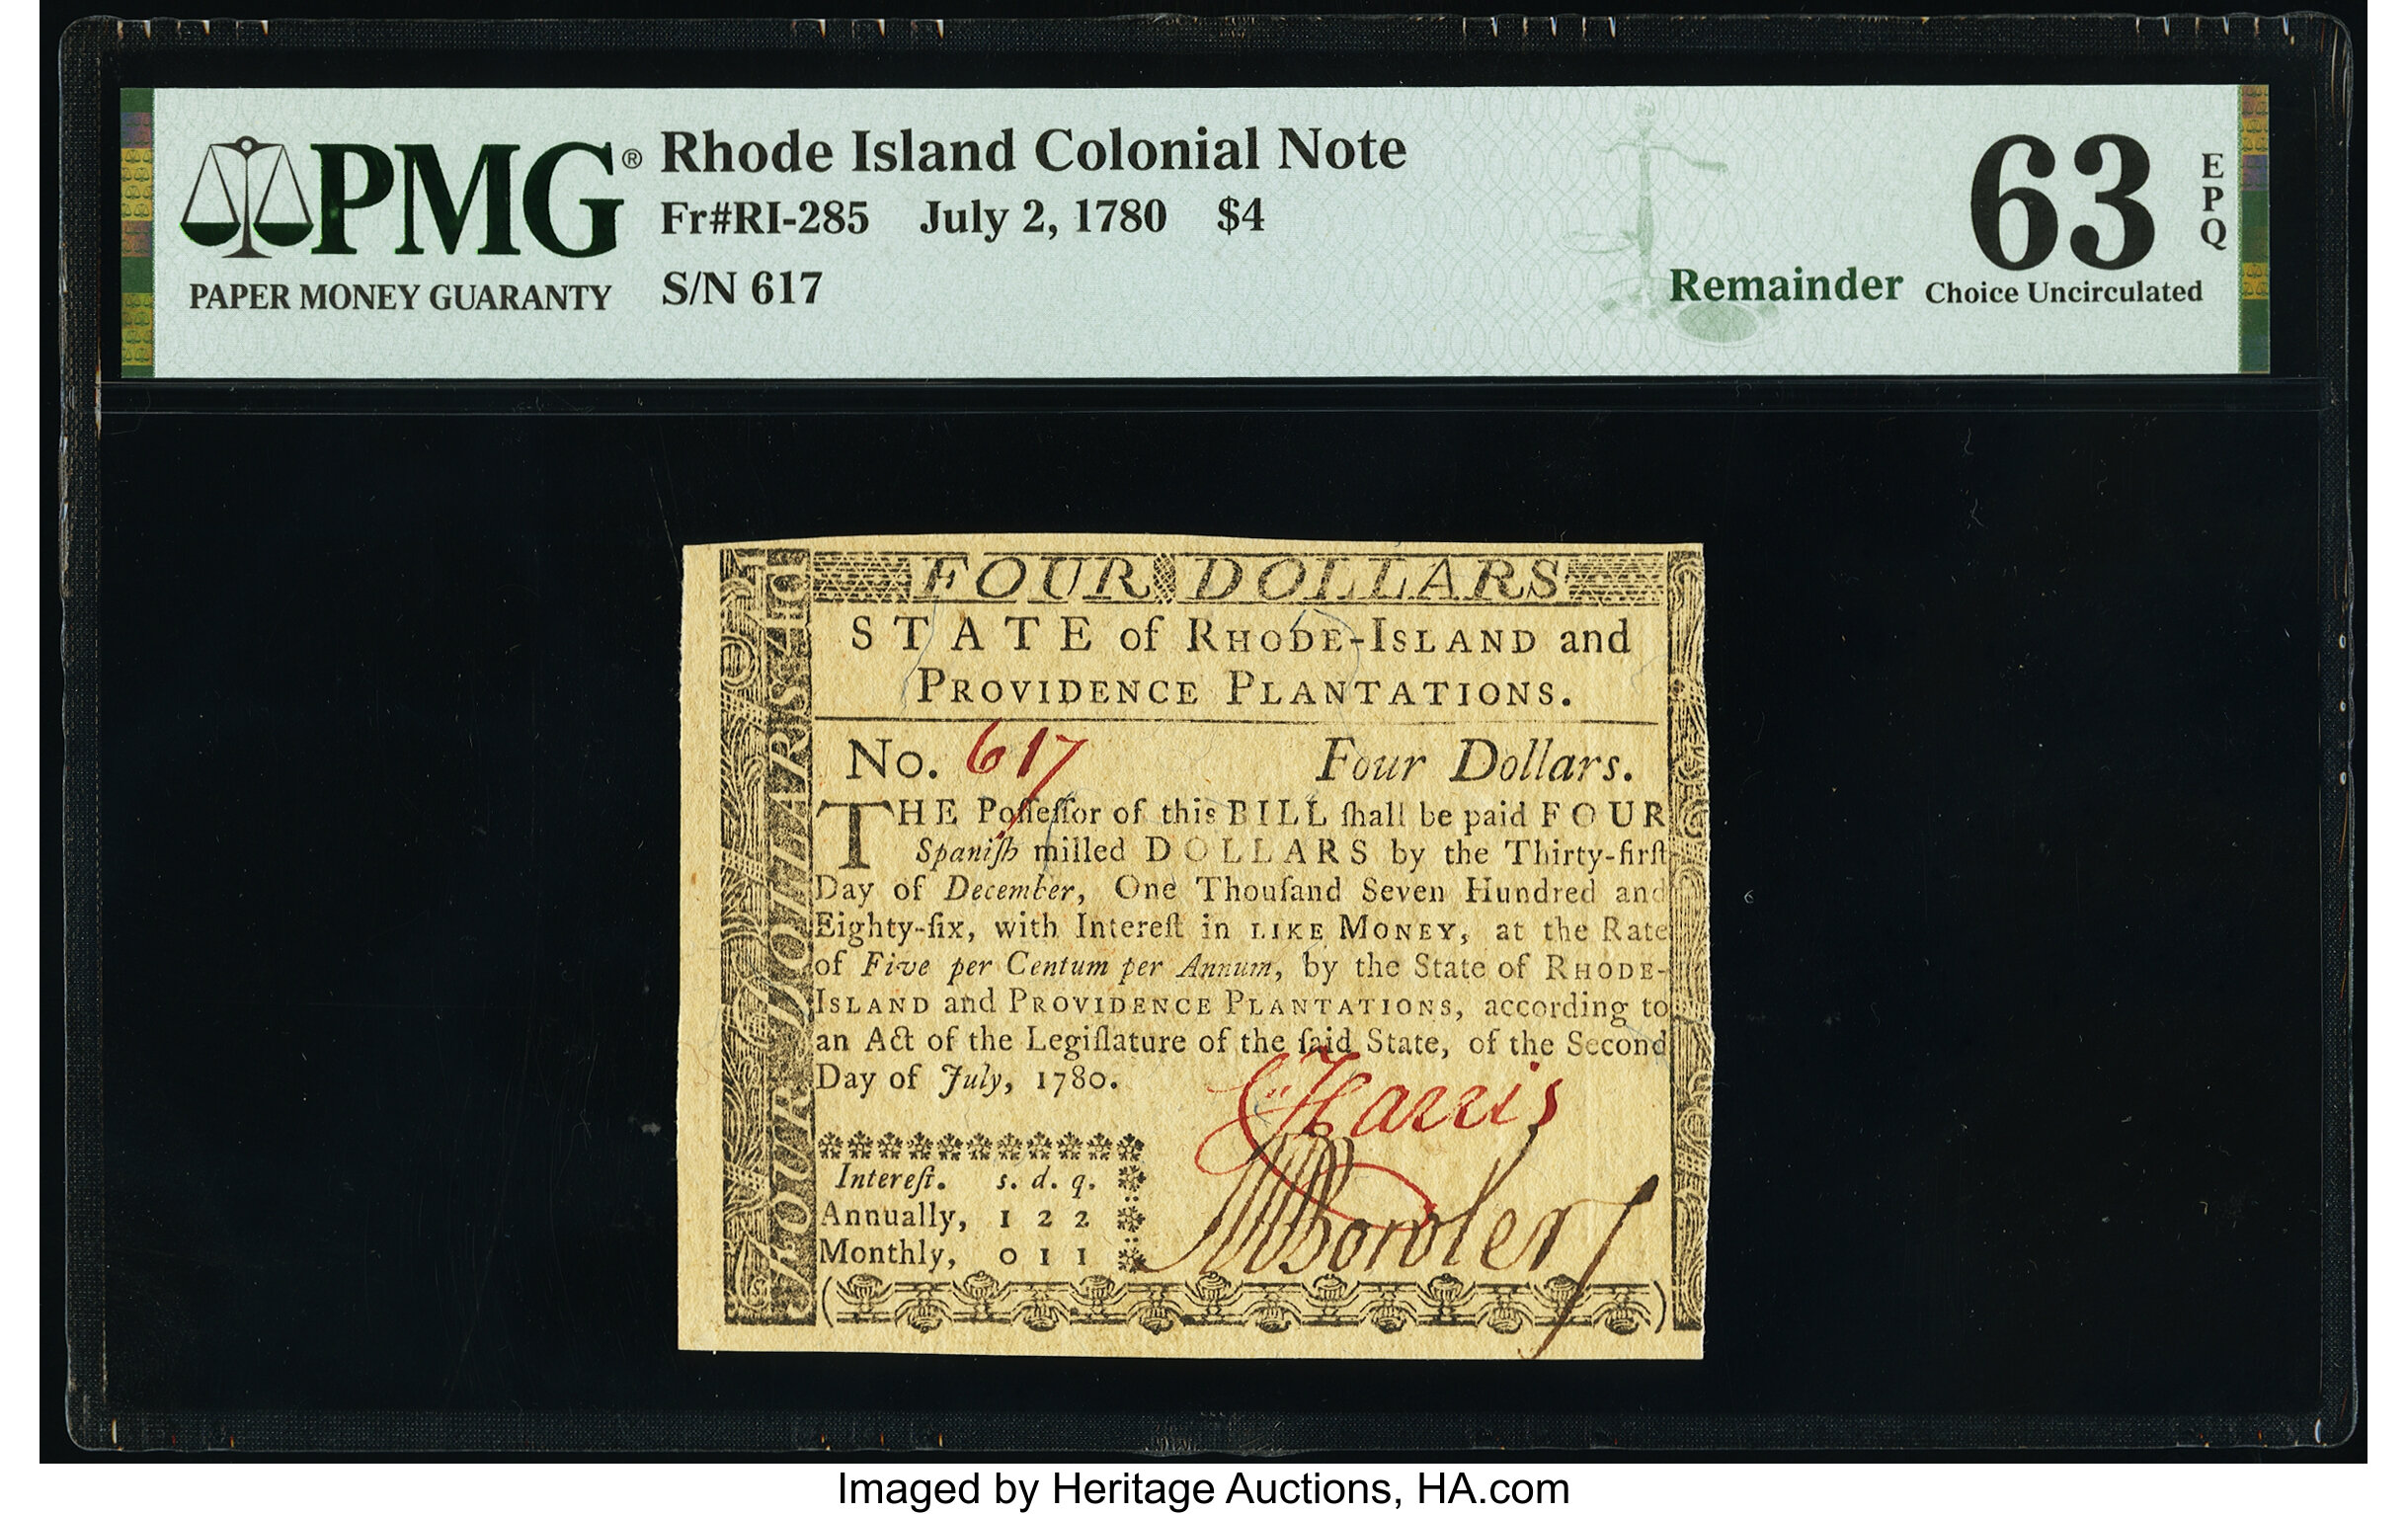 PMG® Rhode Island Colonial Note
Fr#RI-285 July 2, 1780 $4
PAPER MONEY GUARANTY S/N 617
Remainder
63 EPQ
Choice Uncirculated
FOUR DOLLARS
FOUR DOLLARS
STATE of RHODE-ISLAND and
PROVIDENCE PLANTATIONS.
No. 617 Four Dollars.
THE Poſſeſſor of this BILL ſhall be paid FOUR
Spaniſh milled DOLLARS by the Thirty-firſt
Day of December, One Thouſand Seven Hundred and
Eighty-ſix, with Intereſt in LIKE MONEY, at the Rate
of Five per Centum per Annum, by the State of RHODE-
ISLAND and PROVIDENCE PLANTATIONS, according to
an Act of the Legiſlature of the ſaid State, of the Second
Day of July, 1780.
Harris
Intereſt. s. d. q.
Annually, 1 2 2
Monthly, 0 1 1
Bowler
Imaged by Heritage Auctions, HA.com